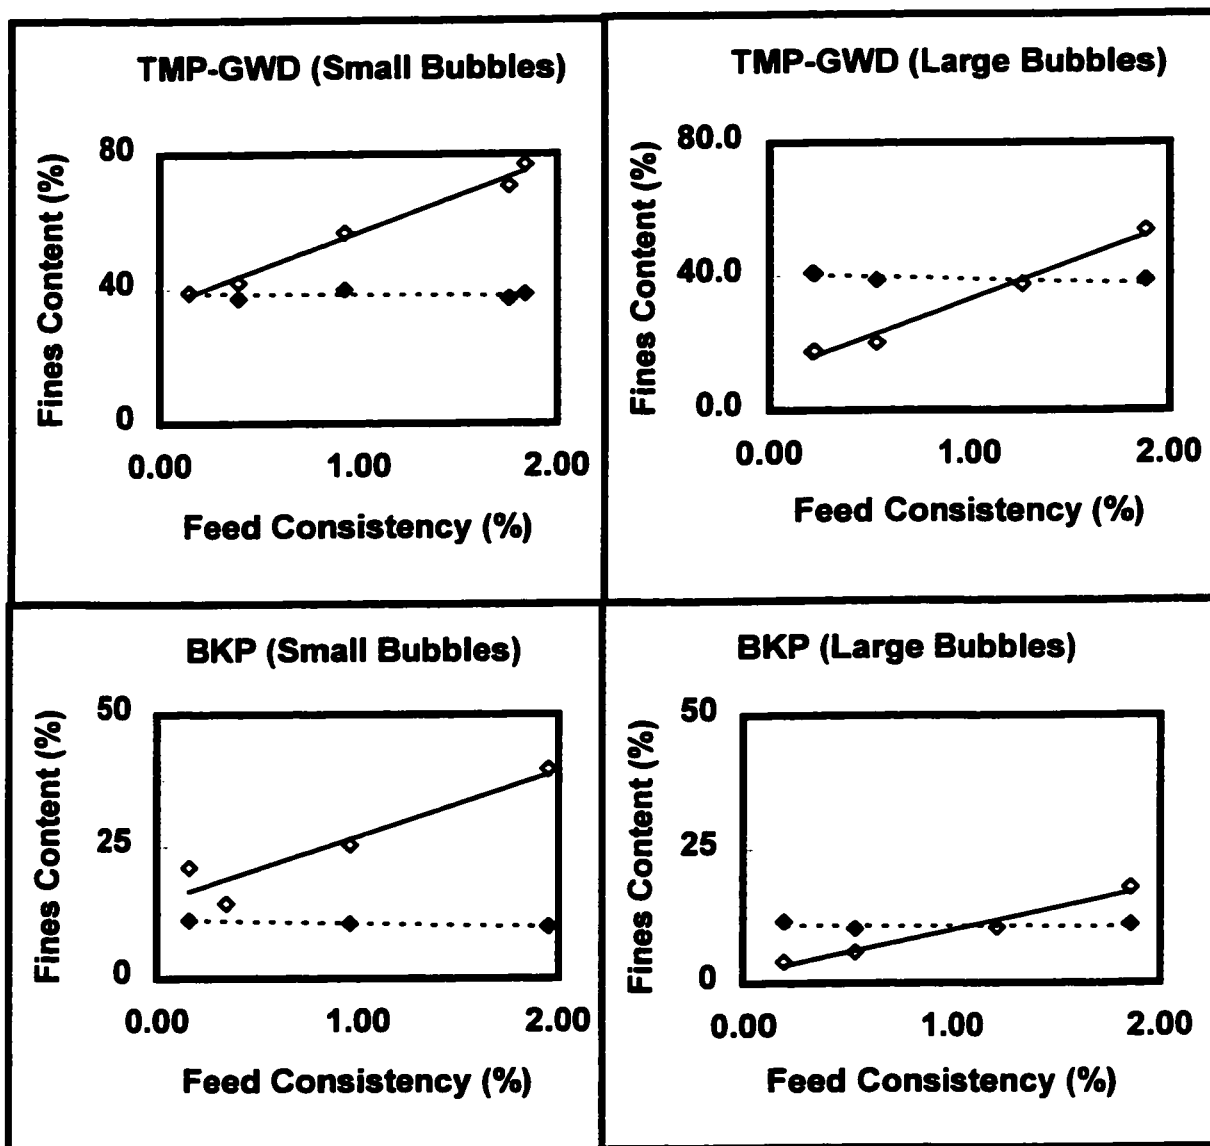 TMP-GWD (Small Bubbles)
Fines Content (%)
80
40
0
0.00 1.00 2.00
Feed Consistency (%)
TMP-GWD (Large Bubbles)
Fines Content (%)
80.0
40.0
0.0
0.00 1.00 2.00
Feed Consistency (%)
BKP (Small Bubbles)
Fines Content (%)
50
25
0
0.00 1.00 2.00
Feed Consistency (%)
BKP (Large Bubbles)
Fines Content (%)
50
25
0
0.00 1.00 2.00
Feed Consistency (%)